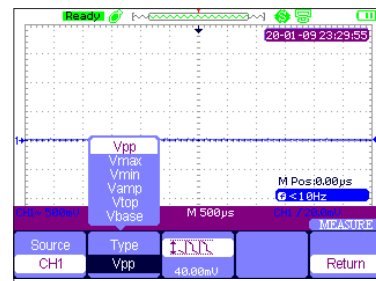 Ready
20-01-09 23:29:55
1
Vpp
Vmax
Vmin
Vamp
Vtop
Vbase
M Pos:0.00µs
<10Hz
CH1= 500mV
M 500µs
CH1 /
MEASURE
Source
Type
CH1
Vpp
40.00mV
Return